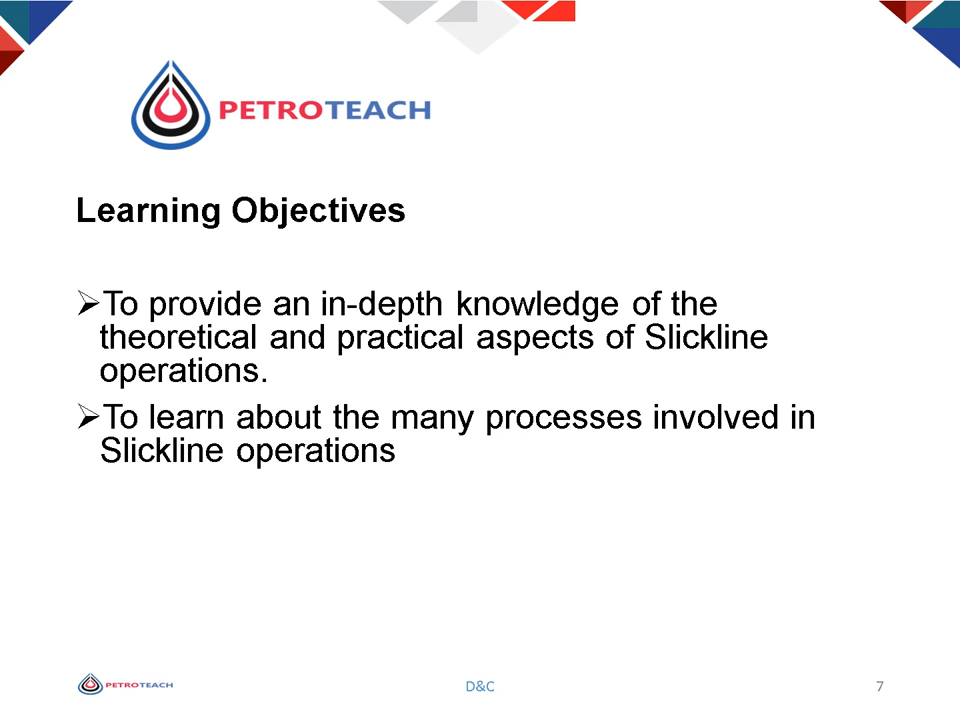 PETROTEACH
Learning Objectives
➢To provide an in-depth knowledge of the
theoretical and practical aspects of Slickline
operations.
➢To learn about the many processes involved in
Slickline operations
PETROTEACH
D&C
7